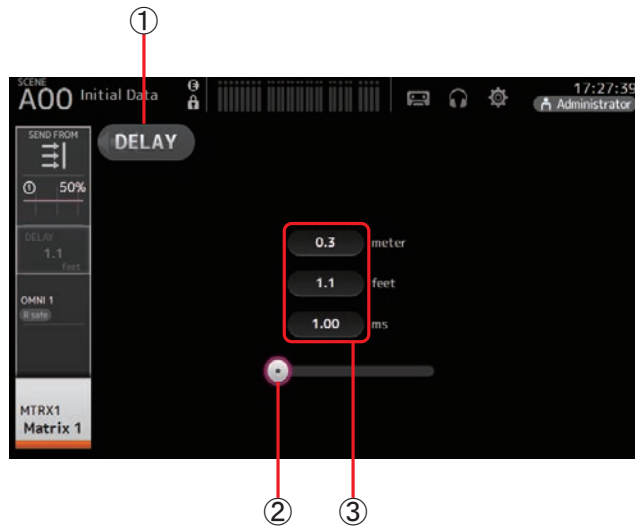 ①
SCENE
A00 Initial Data
17:27:39
Administrator
SEND FROM
DELAY
50%
DELAY
1.1
feet
0.3 meter
1.1 feet
OMNI 1
R safe
1.00 ms
MTRX1
Matrix 1
② ③